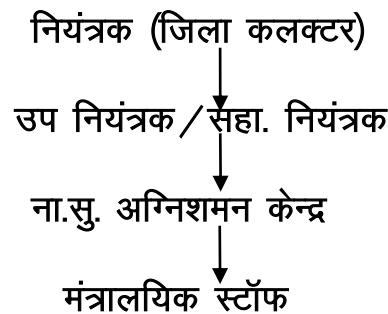 नियंत्रक (जिला कलक्टर)
उप नियंत्रक/सहा. नियंत्रक
ना.सु. अग्निशमन केन्द्र
मंत्रालयिक स्टॉफ